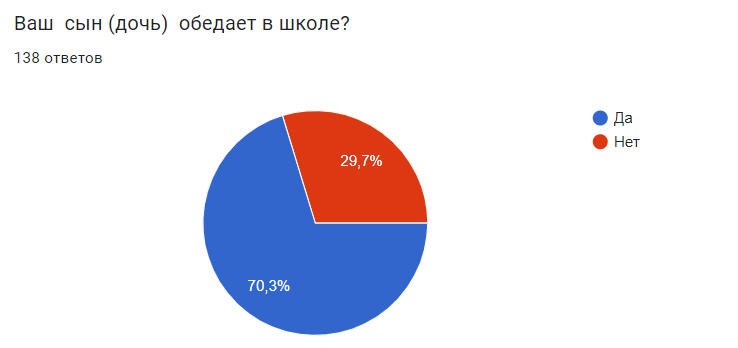 Ваш  сын (дочь)  обедает в школе?
138 ответов
Да
Нет
29,7%
70,3%